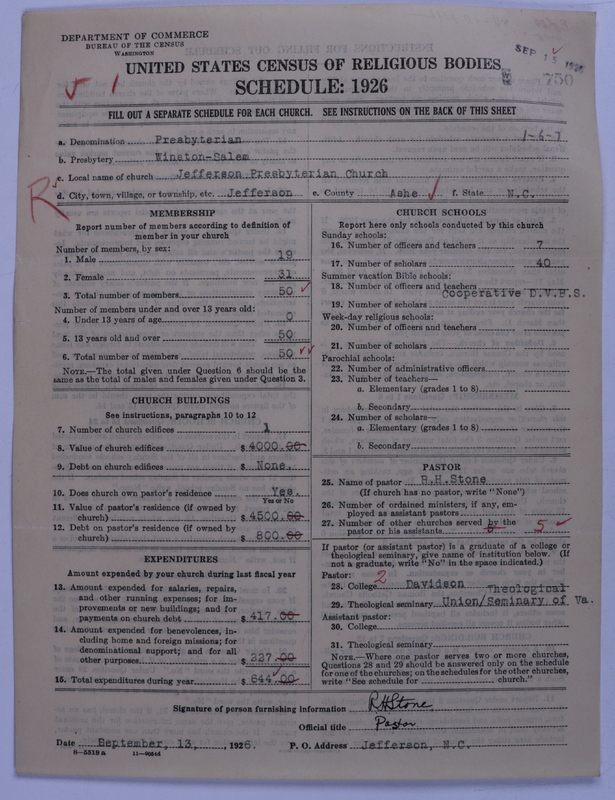 DEPARTMENT OF COMMERCE
BUREAU OF THE CENSUS
WASHINGTON
SEP 15 1926
750
UNITED STATES CENSUS OF RELIGIOUS BODIES
SCHEDULE: 1926
FILL OUT A SEPARATE SCHEDULE FOR EACH CHURCH. SEE INSTRUCTIONS ON THE BACK OF THIS SHEET
a. Denomination Presbyterian 1-6-7
b. Presbytery Winston-Salem
c. Local name of church Jefferson Presbyterian Church
d. City, town, village, or township, etc. Jefferson e. County Ashe f. State N.C.
R
MEMBERSHIP
Report number of members according to definition of member in your church
Number of members, by sex:
1. Male 19
2. Female 31
3. Total number of members 50
Number of members under and over 13 years old:
4. Under 13 years of age 0
5. 13 years old and over 50
6. Total number of members 50
NOTE.—The total given under Question 6 should be the same as the total of males and females given under Question 3.
CHURCH BUILDINGS
See instructions, paragraphs 10 to 12
7. Number of church edifices 1
8. Value of church edifices $ 4000.00
9. Debt on church edifices $ None.
10. Does church own pastor's residence Yes.
Yes or No
11. Value of pastor's residence (if owned by church) $ 4500.00
12. Debt on pastor's residence (if owned by church) $ 800.00
EXPENDITURES
Amount expended by your church during last fiscal year
13. Amount expended for salaries, repairs, and other running expenses; for improvements or new buildings; and for payments on church debt $ 417.00
14. Amount expended for benevolences, including home and foreign missions; for denominational support; and for all other purposes $ 227.00
15. Total expenditures during year $ 644.00
CHURCH SCHOOLS
Report here only schools conducted by this church
Sunday schools:
16. Number of officers and teachers 7
17. Number of scholars 40
Summer vacation Bible schools:
18. Number of officers and teachers
Cooperative D.V.B.S.
19. Number of scholars
Week-day religious schools:
20. Number of officers and teachers
21. Number of scholars
Parochial schools:
22. Number of administrative officers
23. Number of teachers—
a. Elementary (grades 1 to 8)
b. Secondary
24. Number of scholars—
a. Elementary (grades 1 to 8)
b. Secondary
PASTOR
25. Name of pastor R.H.Stone
(If church has no pastor, write "None")
26. Number of ordained ministers, if any, employed as assistant pastors
27. Number of other churches served by the pastor or his assistants 5
If pastor (or assistant pastor) is a graduate of a college or theological seminary, give name of institution below. (If not a graduate, write "No" in the space indicated.)
Pastor: 2
28. College Davidson
Theological
29. Theological seminary Union/Seminary of Va.
Assistant pastor:
30. College
31. Theological seminary
NOTE.—Where one pastor serves two or more churches, Questions 28 and 29 should be answered only on the schedule for one of the churches; on the schedules for the other churches, write "See schedule for church."
Signature of person furnishing information RHStone
Official title Pastor
Date September, 13, 1926. P. O. Address Jefferson, N.C.
8-5518a